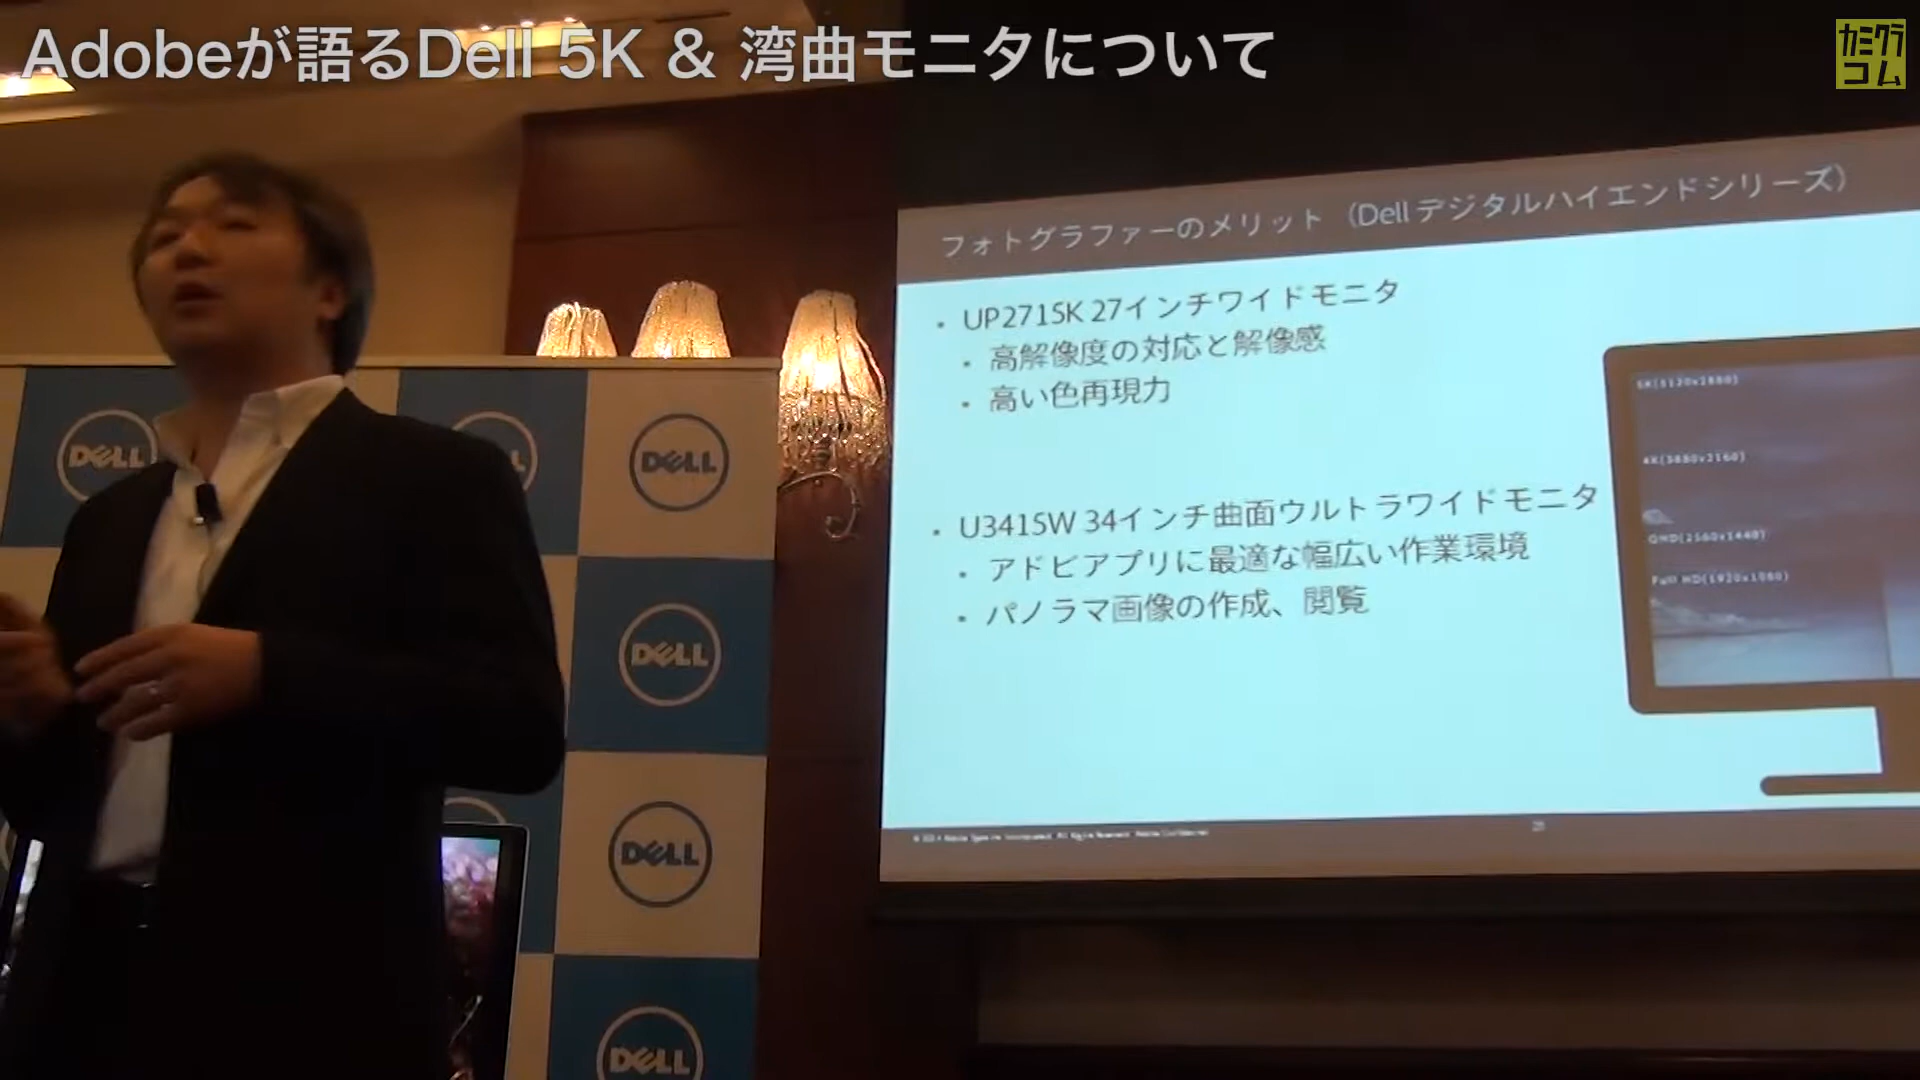 Adobeが語るDell 5K & 湾曲モニタについて
カミグラ
コム
フォトグラファーのメリット（Dell デジタルハイエンドシリーズ）
• UP2715K 27インチワイドモニタ
• 高解像度の対応と解像感
• 高い色再現力
• U3415W 34インチ曲面ウルトラワイドモニタ
• アドビアプリに最適な幅広い作業環境
• パノラマ画像の作成、閲覧
5K(5120x2880)
QHD(2560x1440)
Full HD(1920x1080)
DELL
DELL
DELL
DELL
DELL